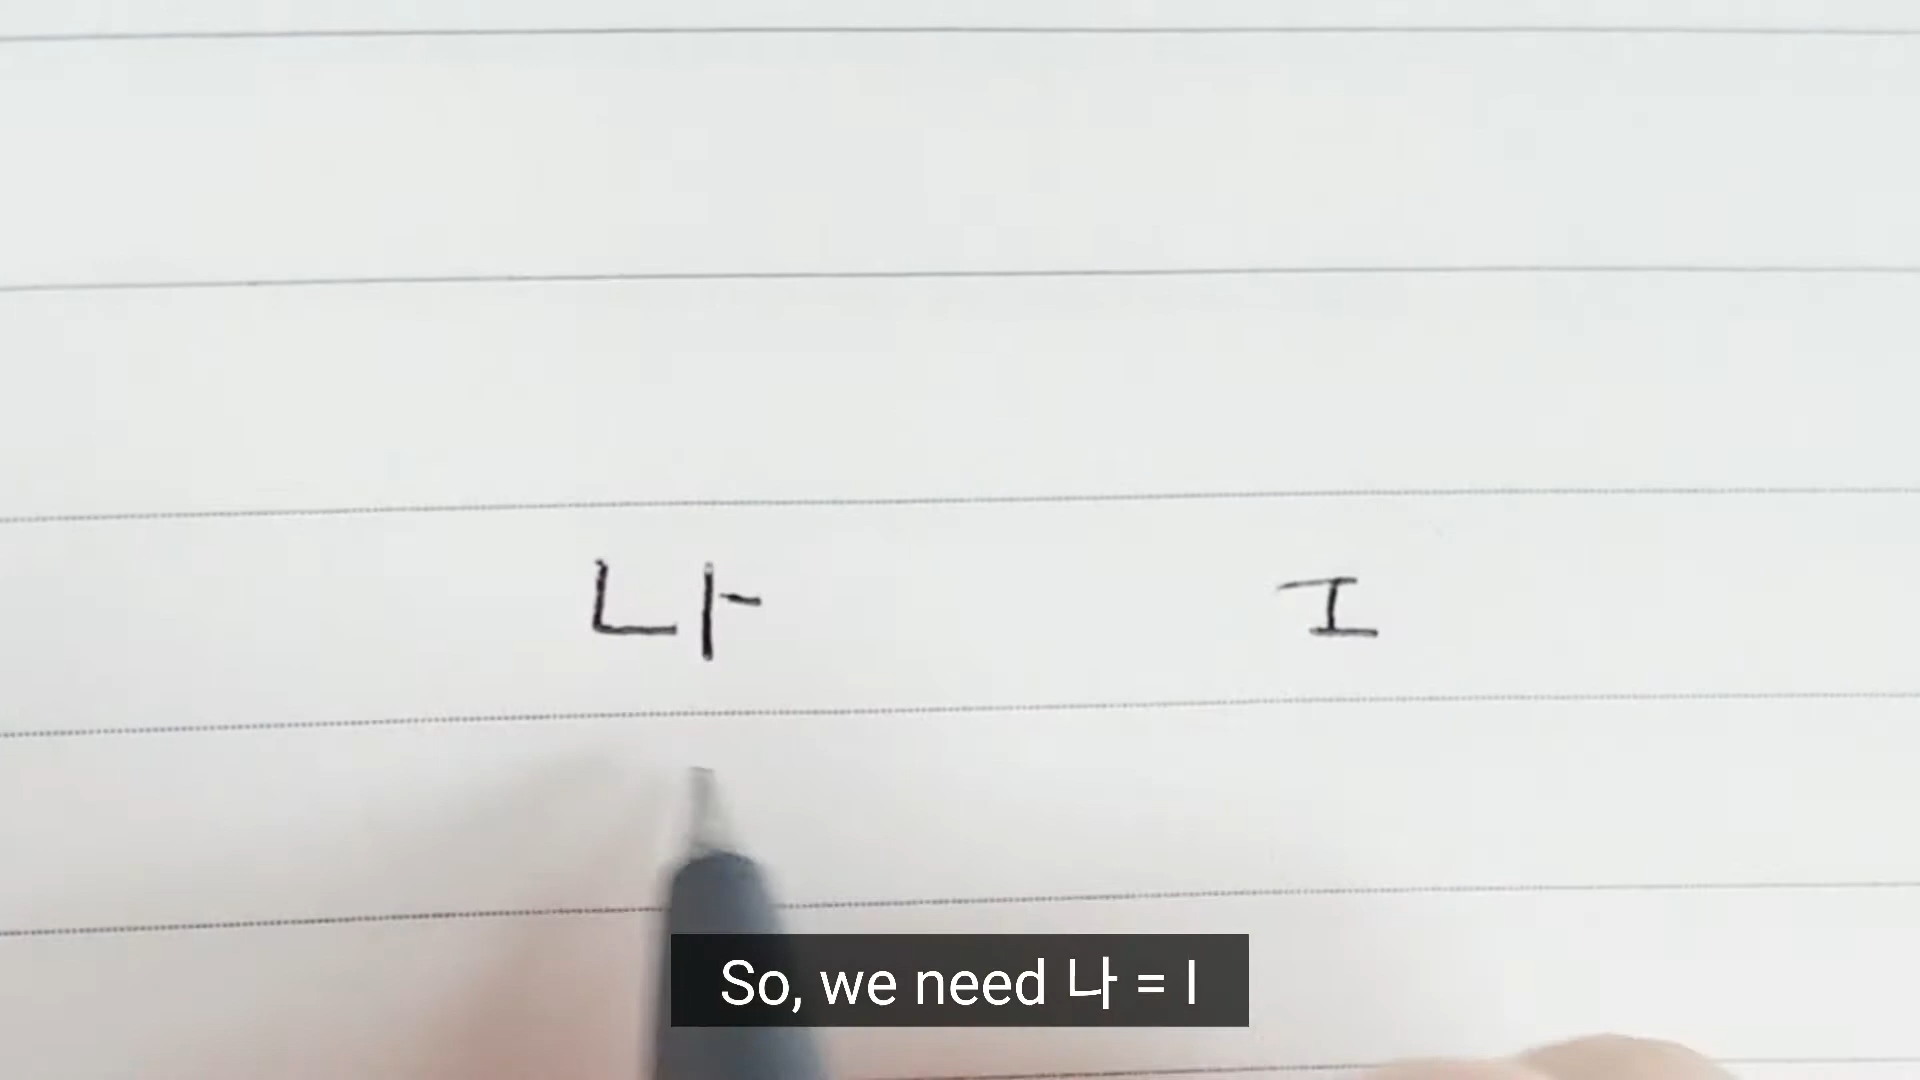 나 I
So, we need 나 = I